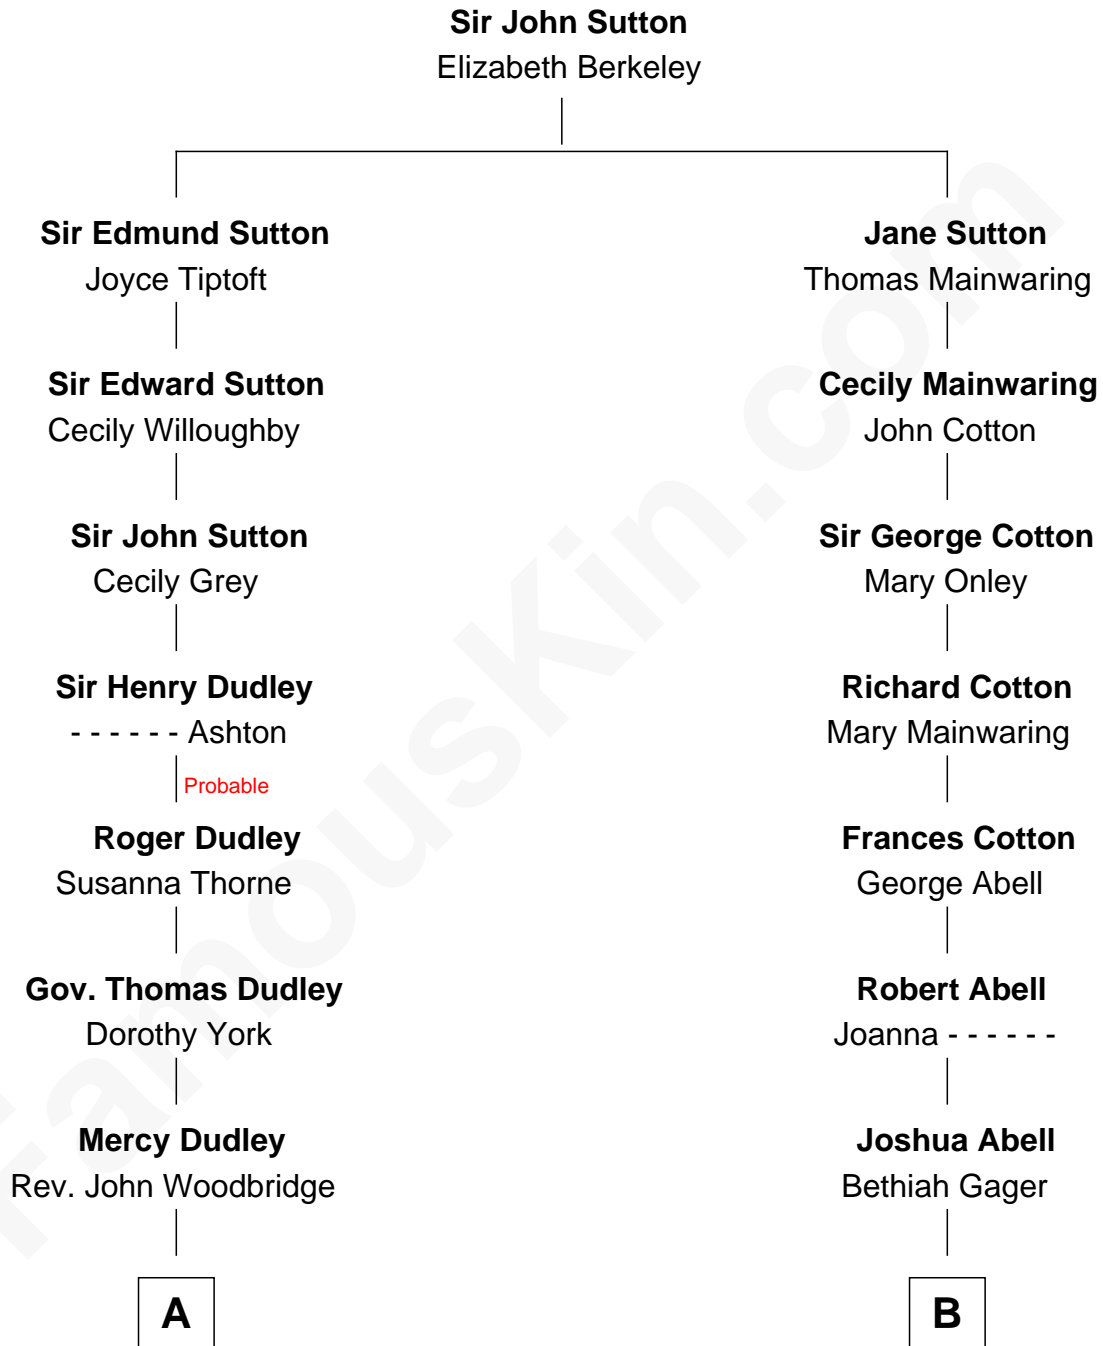 Sir John Sutton
Elizabeth Berkeley
Sir Edmund Sutton
Joyce Tiptoft
Jane Sutton
Thomas Mainwaring
Sir Edward Sutton
Cecily Willoughby
Cecily Mainwaring
John Cotton
Sir John Sutton
Cecily Grey
Sir George Cotton
Mary Onley
Sir Henry Dudley
- - - - - - Ashton
Richard Cotton
Mary Mainwaring
Probable
Roger Dudley
Susanna Thorne
Frances Cotton
George Abell
Gov. Thomas Dudley
Dorothy York
Robert Abell
Joanna - - - - - -
Mercy Dudley
Rev. John Woodbridge
Joshua Abell
Bethiah Gager
A
B
FamousKin.com